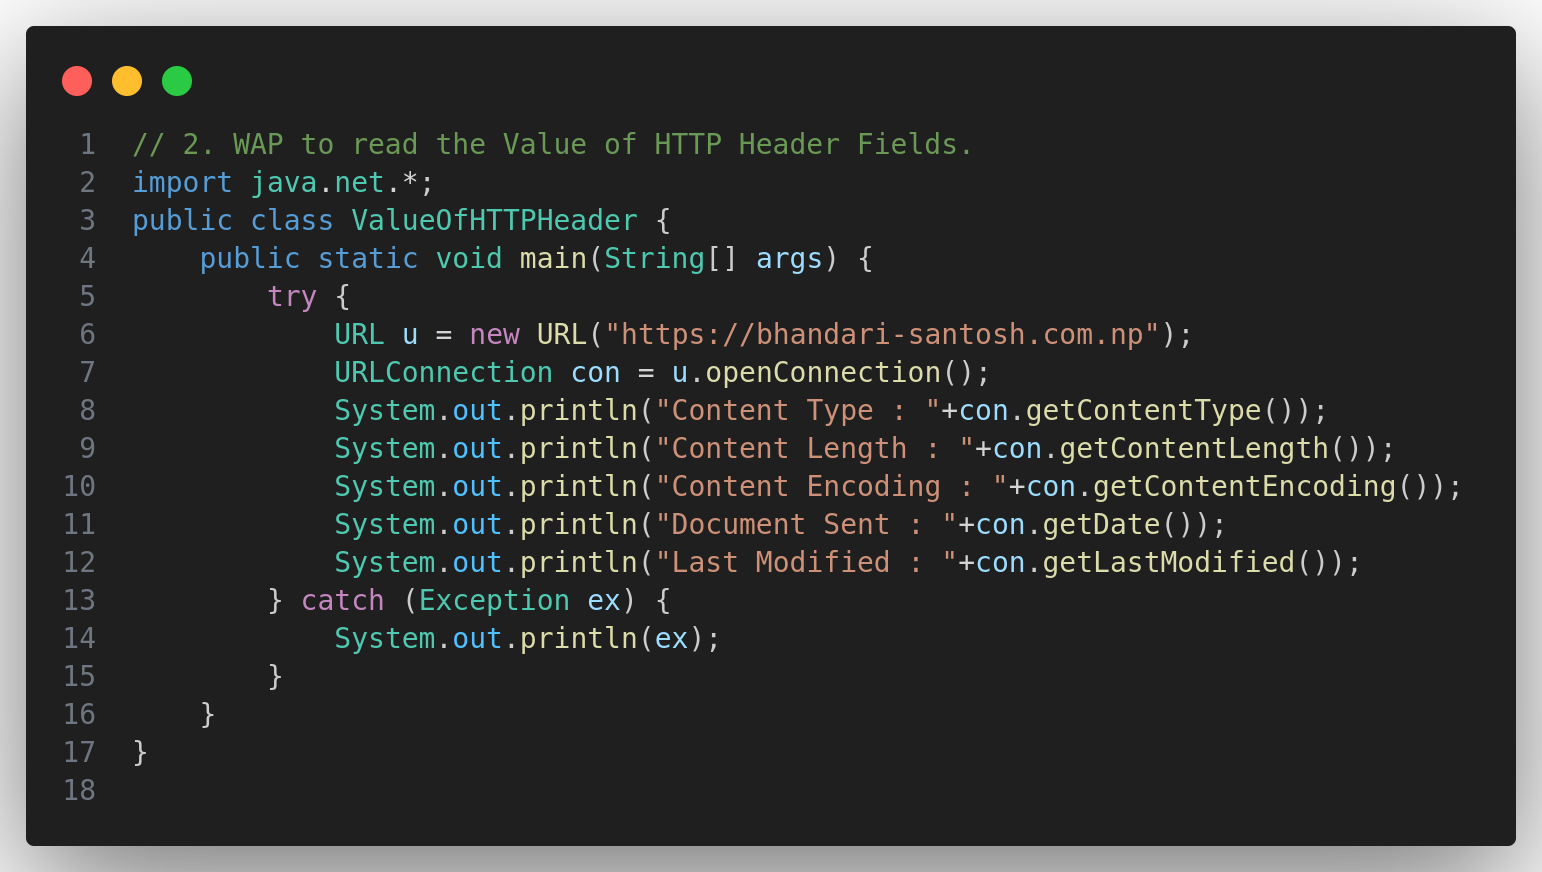 1 // 2. WAP to read the Value of HTTP Header Fields.
2 import java.net.*;
3 public class ValueOfHTTPHeader {
4     public static void main(String[] args) {
5         try {
6             URL u = new URL("https://bhandari-santosh.com.np");
7             URLConnection con = u.openConnection();
8             System.out.println("Content Type : "+con.getContentType());
9             System.out.println("Content Length : "+con.getContentLength());
10             System.out.println("Content Encoding : "+con.getContentEncoding());
11             System.out.println("Document Sent : "+con.getDate());
12             System.out.println("Last Modified : "+con.getLastModified());
13         } catch (Exception ex) {
14             System.out.println(ex);
15         }
16     }
17 }
18